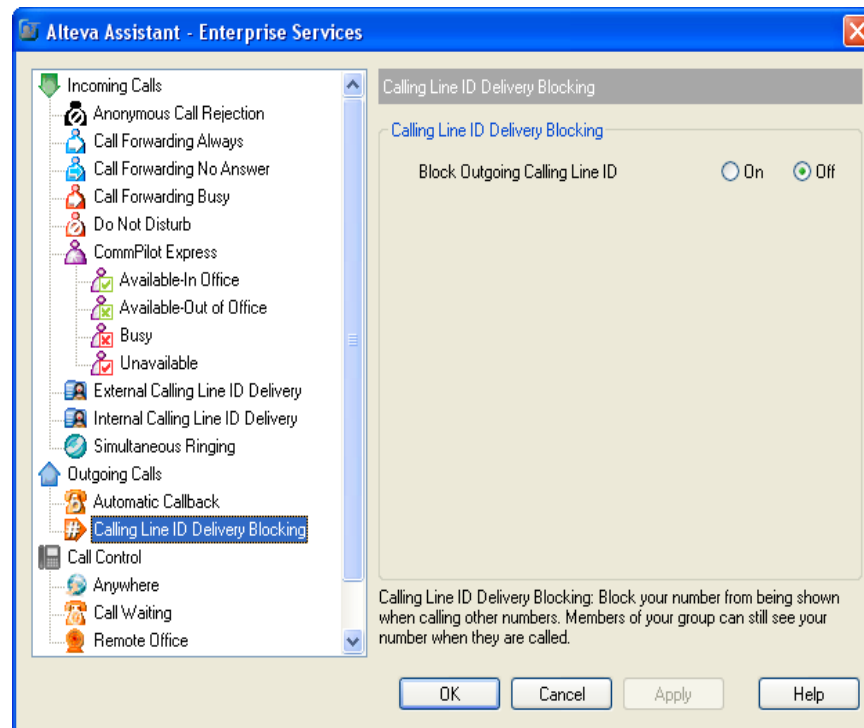 Alteva Assistant - Enterprise Services
Incoming Calls
Anonymous Call Rejection
Call Forwarding Always
Call Forwarding No Answer
Call Forwarding Busy
Do Not Disturb
CommPilot Express
Available-In Office
Available-Out of Office
Busy
Unavailable
External Calling Line ID Delivery
Internal Calling Line ID Delivery
Simultaneous Ringing
Outgoing Calls
Automatic Callback
Calling Line ID Delivery Blocking
Call Control
Anywhere
Call Waiting
Remote Office
Calling Line ID Delivery Blocking
Calling Line ID Delivery Blocking
Block Outgoing Calling Line ID On Off
Calling Line ID Delivery Blocking: Block your number from being shown
when calling other numbers. Members of your group can still see your
number when they are called.
OK Cancel Apply Help